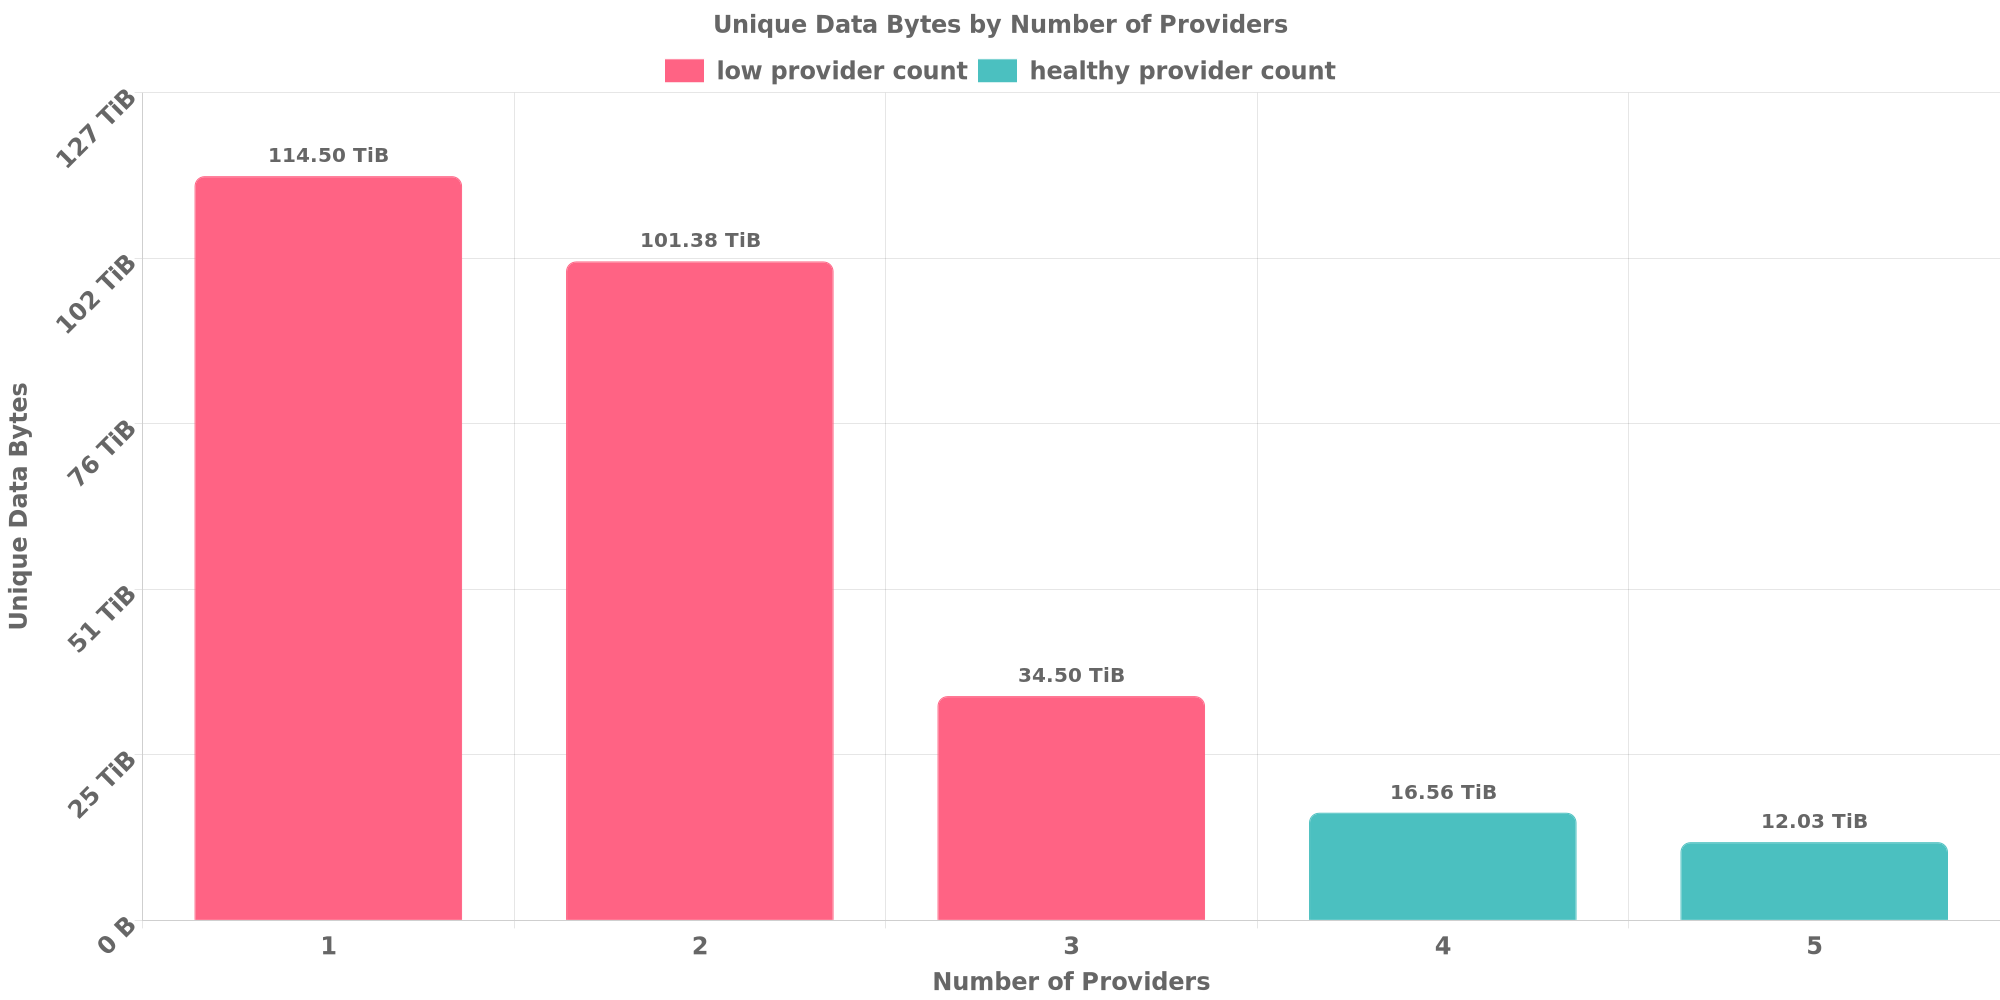 Unique Data Bytes by Number of Providers
low provider count healthy provider count
127 TiB
102 TiB
76 TiB
51 TiB
25 TiB
0 B
Unique Data Bytes
114.50 TiB
101.38 TiB
34.50 TiB
16.56 TiB
12.03 TiB
1 2 3 4 5
Number of Providers